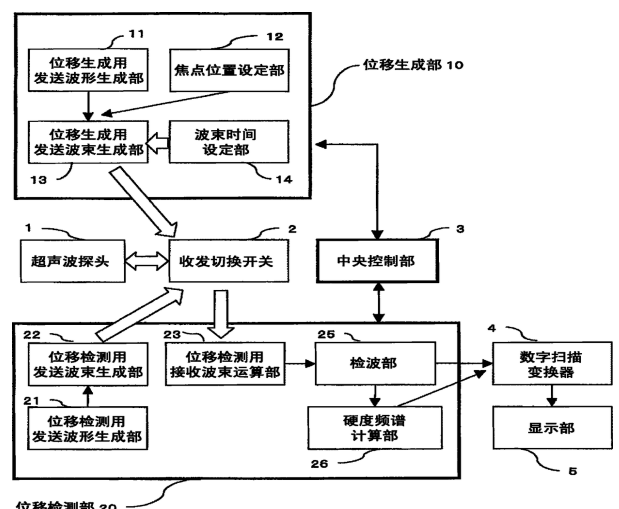 11
12
位移生成用
发送波形生成部
焦点位置设定部
位移生成部 10
位移生成用
发送波束生成部
波束时间
设定部
13
14
1
2
3
超声波探头
收发切换开关
中央控制部
22
23
25
4
位移检测用
发送波束生成部
位移检测用
接收波束运算部
检波部
数字扫描
变换器
21
位移检测用
发送波形生成部
硬度频谱
计算部
显示部
26
5
位移检测部 20